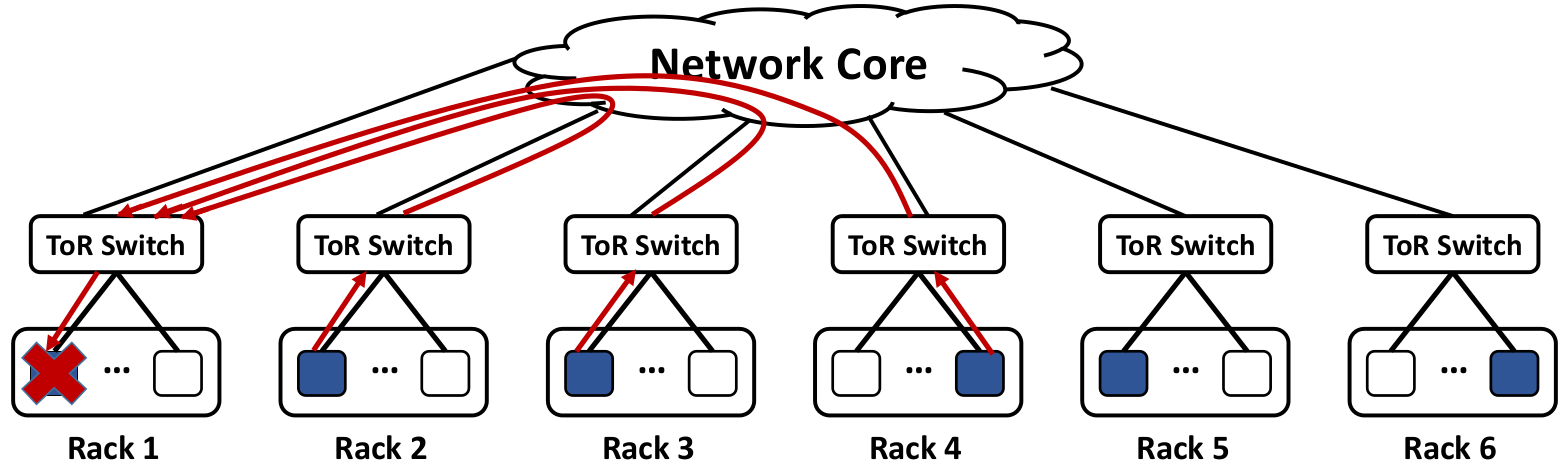 Network Core
ToR Switch ToR Switch ToR Switch ToR Switch ToR Switch ToR Switch
... ... ... ... ... ...
Rack 1 Rack 2 Rack 3 Rack 4 Rack 5 Rack 6